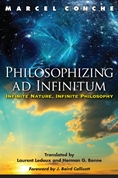 MARCEL CONCHE
PHILOSOPHIZING
AD INFINITUM
INFINITE NATURE, INFINITE PHILOSOPHY
Translated by
Laurent Ledoux and Herman G. Bonne
Foreword by J. Baird Callicott